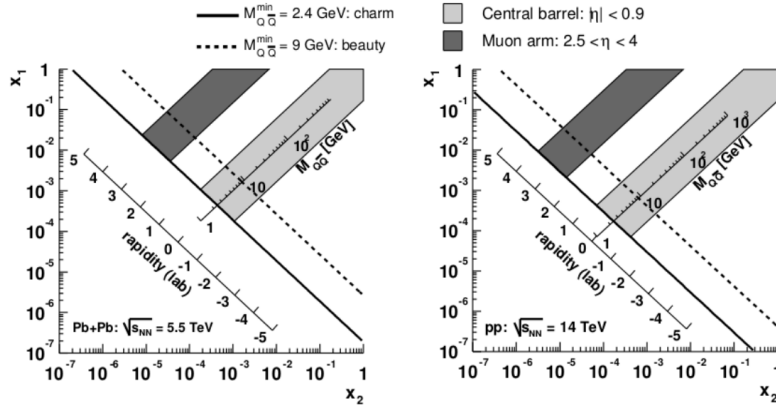 M^min_QQ̄ = 2.4 GeV: charm
M^min_QQ̄ = 9 GeV: beauty
Central barrel: |η| < 0.9
Muon arm: 2.5 < η < 4
x₁
1
10⁻¹
10⁻²
10⁻³
10⁻⁴
10⁻⁵
10⁻⁶
10⁻⁷
5
4
3
2
1
0
-1
-2
-3
-4
-5
rapidity (lab)
1
10
10²
M_QQ̄ [GeV]
Pb+Pb: √s_NN = 5.5 TeV
10⁻⁷ 10⁻⁶ 10⁻⁵ 10⁻⁴ 10⁻³ 10⁻² 10⁻¹ 1
x₂
x₁
1
10⁻¹
10⁻²
10⁻³
10⁻⁴
10⁻⁵
10⁻⁶
10⁻⁷
5
4
3
2
1
0
-1
-2
-3
-4
-5
rapidity (lab)
1
10
10²
10³
M_QQ̄ [GeV]
pp: √s_NN = 14 TeV
10⁻⁷ 10⁻⁶ 10⁻⁵ 10⁻⁴ 10⁻³ 10⁻² 10⁻¹ 1
x₂